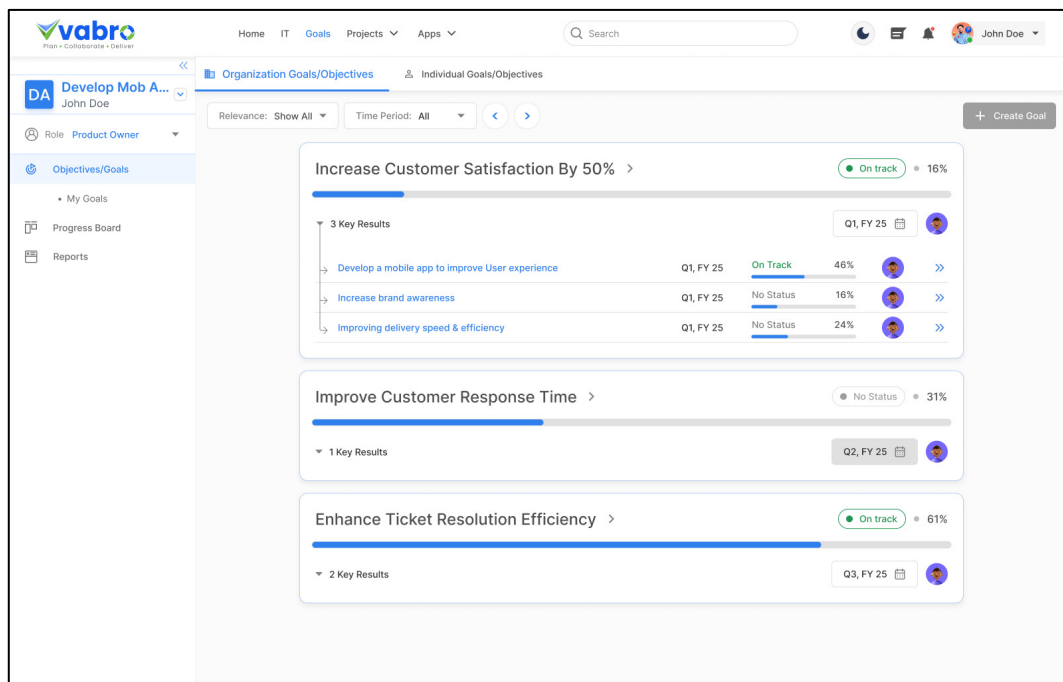 vabro
Plan • Collaborate • Deliver
Home IT Goals Projects Apps
Search
John Doe
DA
Develop Mob A...
John Doe
Role Product Owner
Objectives/Goals
• My Goals
Progress Board
Reports
Organization Goals/Objectives
Individual Goals/Objectives
Relevance: Show All
Time Period: All
+ Create Goal
Increase Customer Satisfaction By 50%
On track 16%
3 Key Results
Q1, FY 25
Develop a mobile app to improve User experience Q1, FY 25 On Track 46%
Increase brand awareness Q1, FY 25 No Status 16%
Improving delivery speed & efficiency Q1, FY 25 No Status 24%
Improve Customer Response Time
No Status 31%
1 Key Results
Q2, FY 25
Enhance Ticket Resolution Efficiency
On track 61%
2 Key Results
Q3, FY 25